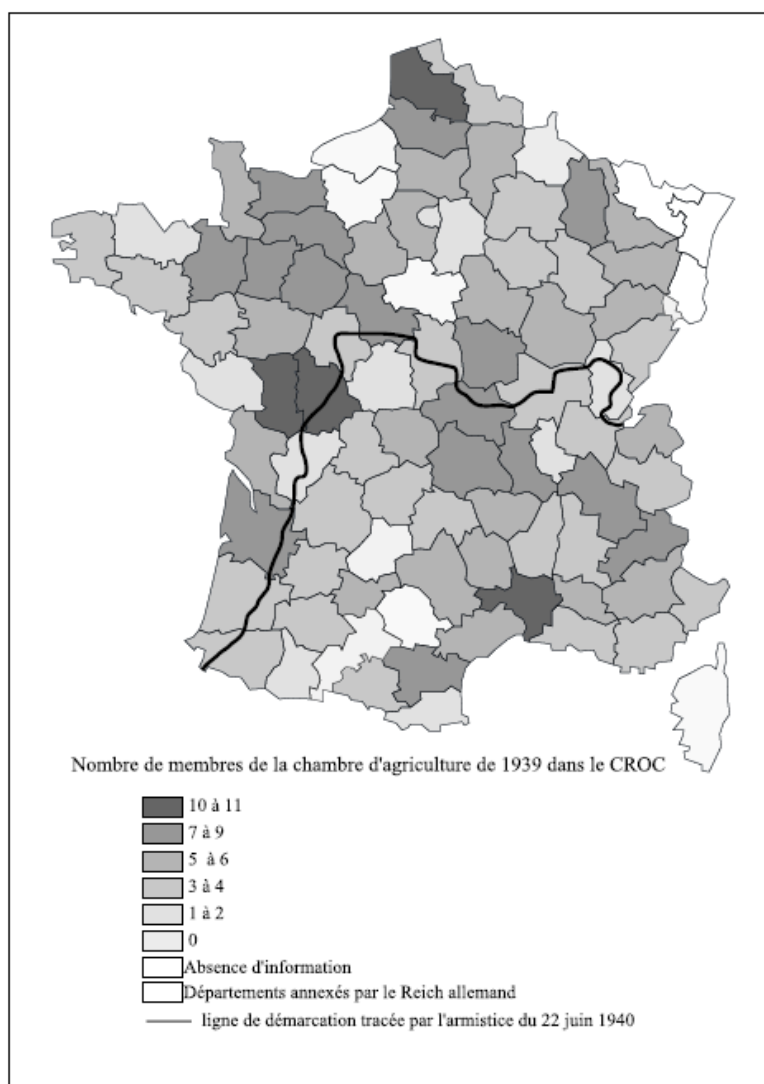 Nombre de membres de la chambre d'agriculture de 1939 dans le CROC
10 à 11
7 à 9
5 à 6
3 à 4
1 à 2
0
Absence d'information
Départements annexés par le Reich allemand
ligne de démarcation tracée par l'armistice du 22 juin 1940